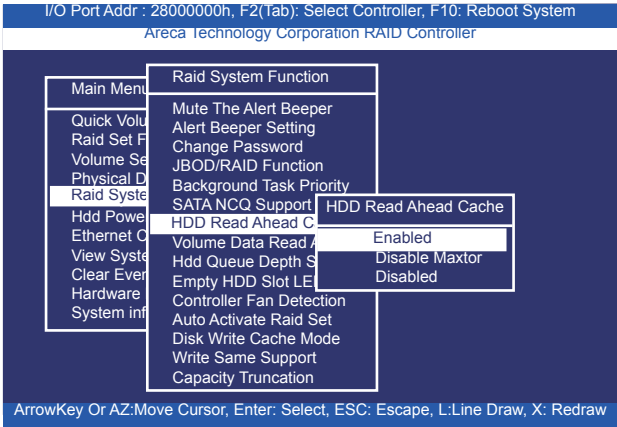 I/O Port Addr : 28000000h, F2(Tab): Select Controller, F10: Reboot System
Areca Technology Corporation RAID Controller
Main Menu
Quick Volu
Raid Set F
Volume Se
Physical D
Raid Syste
Hdd Powe
Ethernet C
View Syste
Clear Ever
Hardware
System inf
Raid System Function
Mute The Alert Beeper
Alert Beeper Setting
Change Password
JBOD/RAID Function
Background Task Priority
SATA NCQ Support
HDD Read Ahead C
Volume Data Read A
Hdd Queue Depth S
Empty HDD Slot LE
Controller Fan Detection
Auto Activate Raid Set
Disk Write Cache Mode
Write Same Support
Capacity Truncation
HDD Read Ahead Cache
Enabled
Disable Maxtor
Disabled
ArrowKey Or AZ:Move Cursor, Enter: Select, ESC: Escape, L:Line Draw, X: Redraw